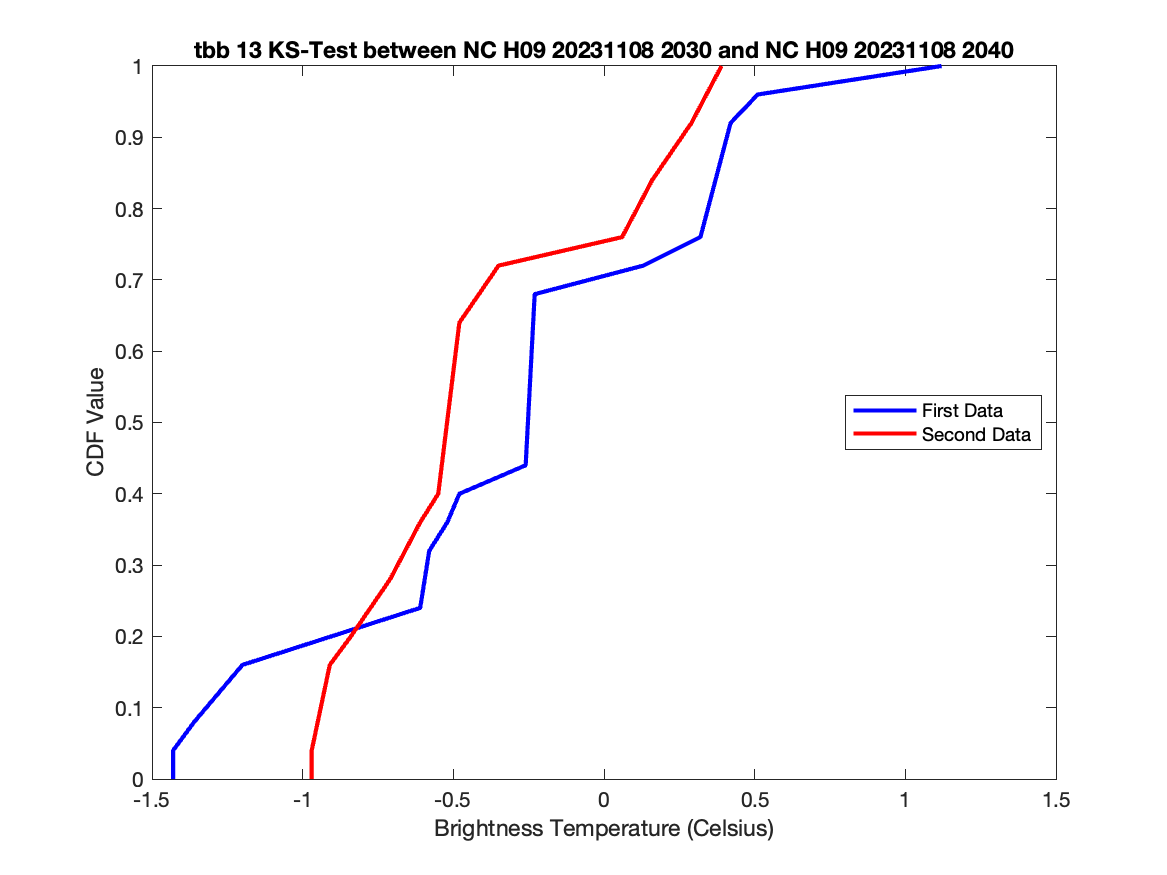 tbb 13 KS-Test between NC H09 20231108 2030 and NC H09 20231108 2040
1
0.9
0.8
0.7
0.6
0.5
0.4
0.3
0.2
0.1
0
CDF Value
First Data
Second Data
-1.5 -1 -0.5 0 0.5 1 1.5
Brightness Temperature (Celsius)